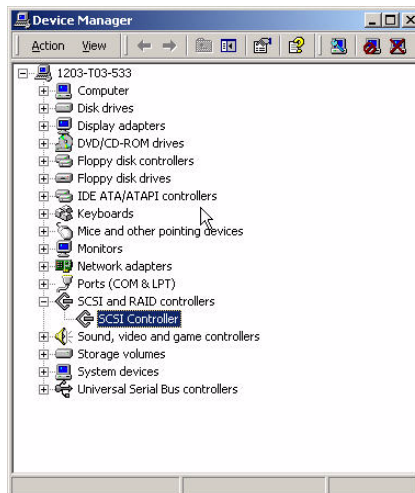 Device Manager
Action View
1203-T03-533
Computer
Disk drives
Display adapters
DVD/CD-ROM drives
Floppy disk controllers
Floppy disk drives
IDE ATA/ATAPI controllers
Keyboards
Mice and other pointing devices
Monitors
Network adapters
Ports (COM & LPT)
SCSI and RAID controllers
SCSI Controller
Sound, video and game controllers
Storage volumes
System devices
Universal Serial Bus controllers